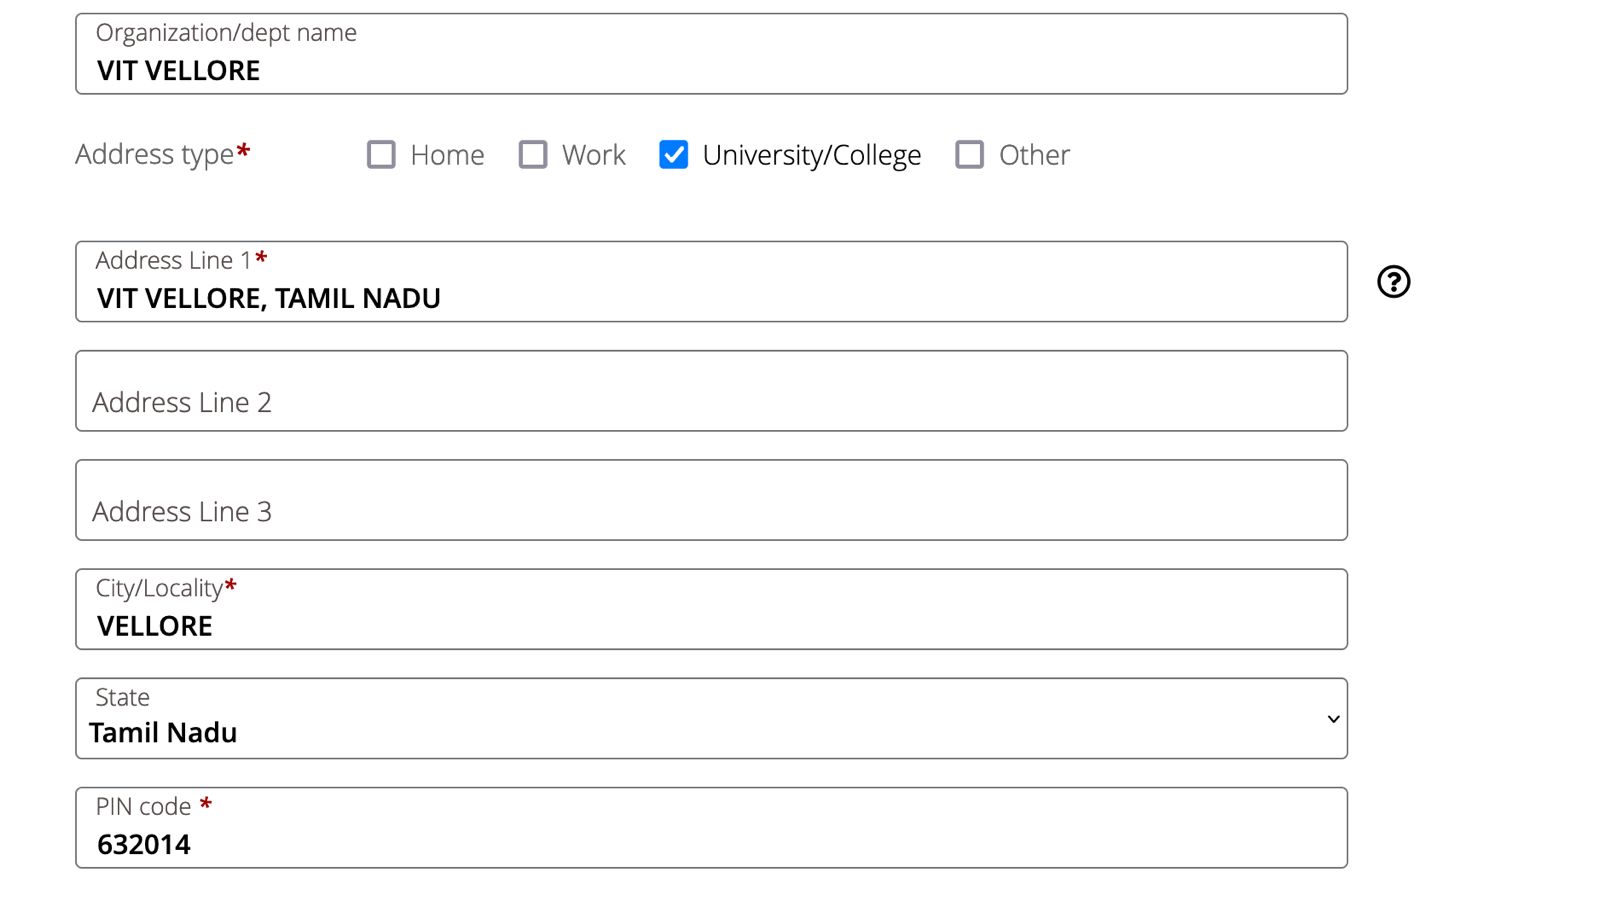 Organization/dept name
VIT VELLORE
Address type* Home Work University/College Other
Address Line 1*
VIT VELLORE, TAMIL NADU
Address Line 2
Address Line 3
City/Locality*
VELLORE
State
Tamil Nadu
PIN code *
632014